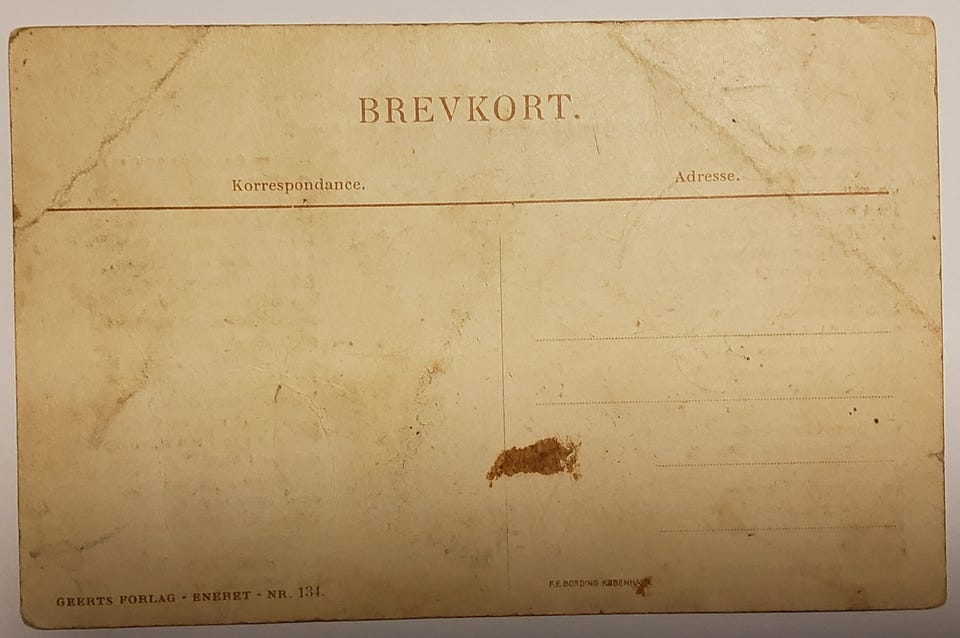 BREVKORT.
Korrespondance.
Adresse.
GEERTS FORLAG - ENERET - NR. 134.
F.E. BORDING KØBENHAVN.